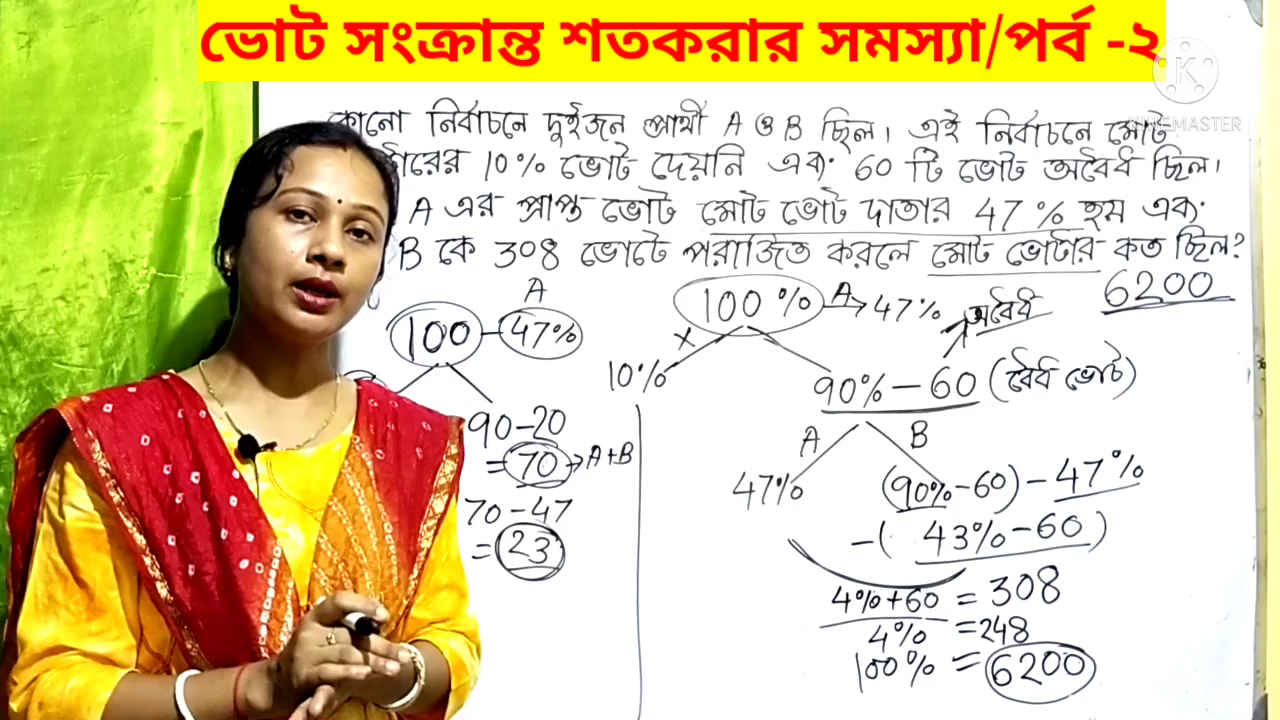 ভোট সংক্রান্ত শতকরার সমস্যা/পর্ব -২
K
KINEMASTER
কোনো নির্বাচনে দুইজন প্রার্থী A ও B ছিল। এই নির্বাচনে মোট
10% ভোট দেয়নি এবং 60 টি ভোট অবৈধ ছিল।
A এর প্রাপ্ত ভোট মোট ভোট দাতার 47% হয় এবং
B কে 308 ভোটে পরাজিত করলে মোট ভোটার কত ছিল?
6200
A
100 - 47%
90-20
= 70 → A+B
70-47
= 23
100% A → 47% অবৈধ
×
10% 90% - 60 (বৈধ ভোট)
A B
47% (90% - 60) - 47%
-( 43% - 60 )
4% + 60 = 308
4% = 248
100% = 6200